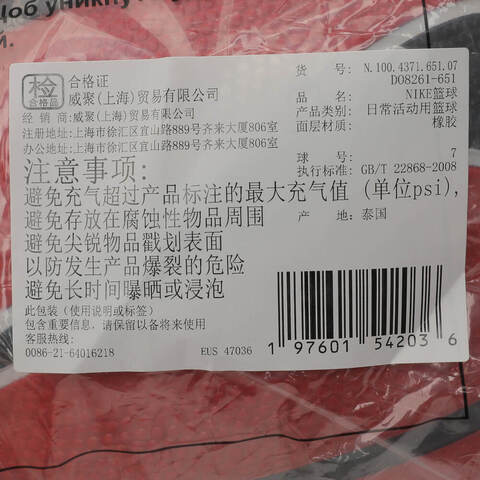 Щоб уникну
й.
检
合格品
合格证
威聚(上海)贸易有限公司
经 销 商:威聚(上海)贸易有限公司
注册地址:上海市徐汇区宜山路889号齐来大厦806室
办公地址:上海市徐汇区宜山路889号齐来大厦806室
货 号: N.100.4371.651.07
DO8261-651
品 名: NIKE篮球
产品类别: 日常活动用篮球
面层材质: 橡胶
球 号: 7
执行标准: GB/T 22868-2008
产 地: 泰国
注意事项:
避免充气超过产品标注的最大充气值 (单位psi),
避免存放在腐蚀性物品周围
避免尖锐物品戳划表面
以防发生产品爆裂的危险
避免长时间曝晒或浸泡
此包装(使用说明或标签)
包含重要信息, 请保留以备将来使用
客服热线:
0086-21-64016218
EUS 47036
1 97601 54203 6